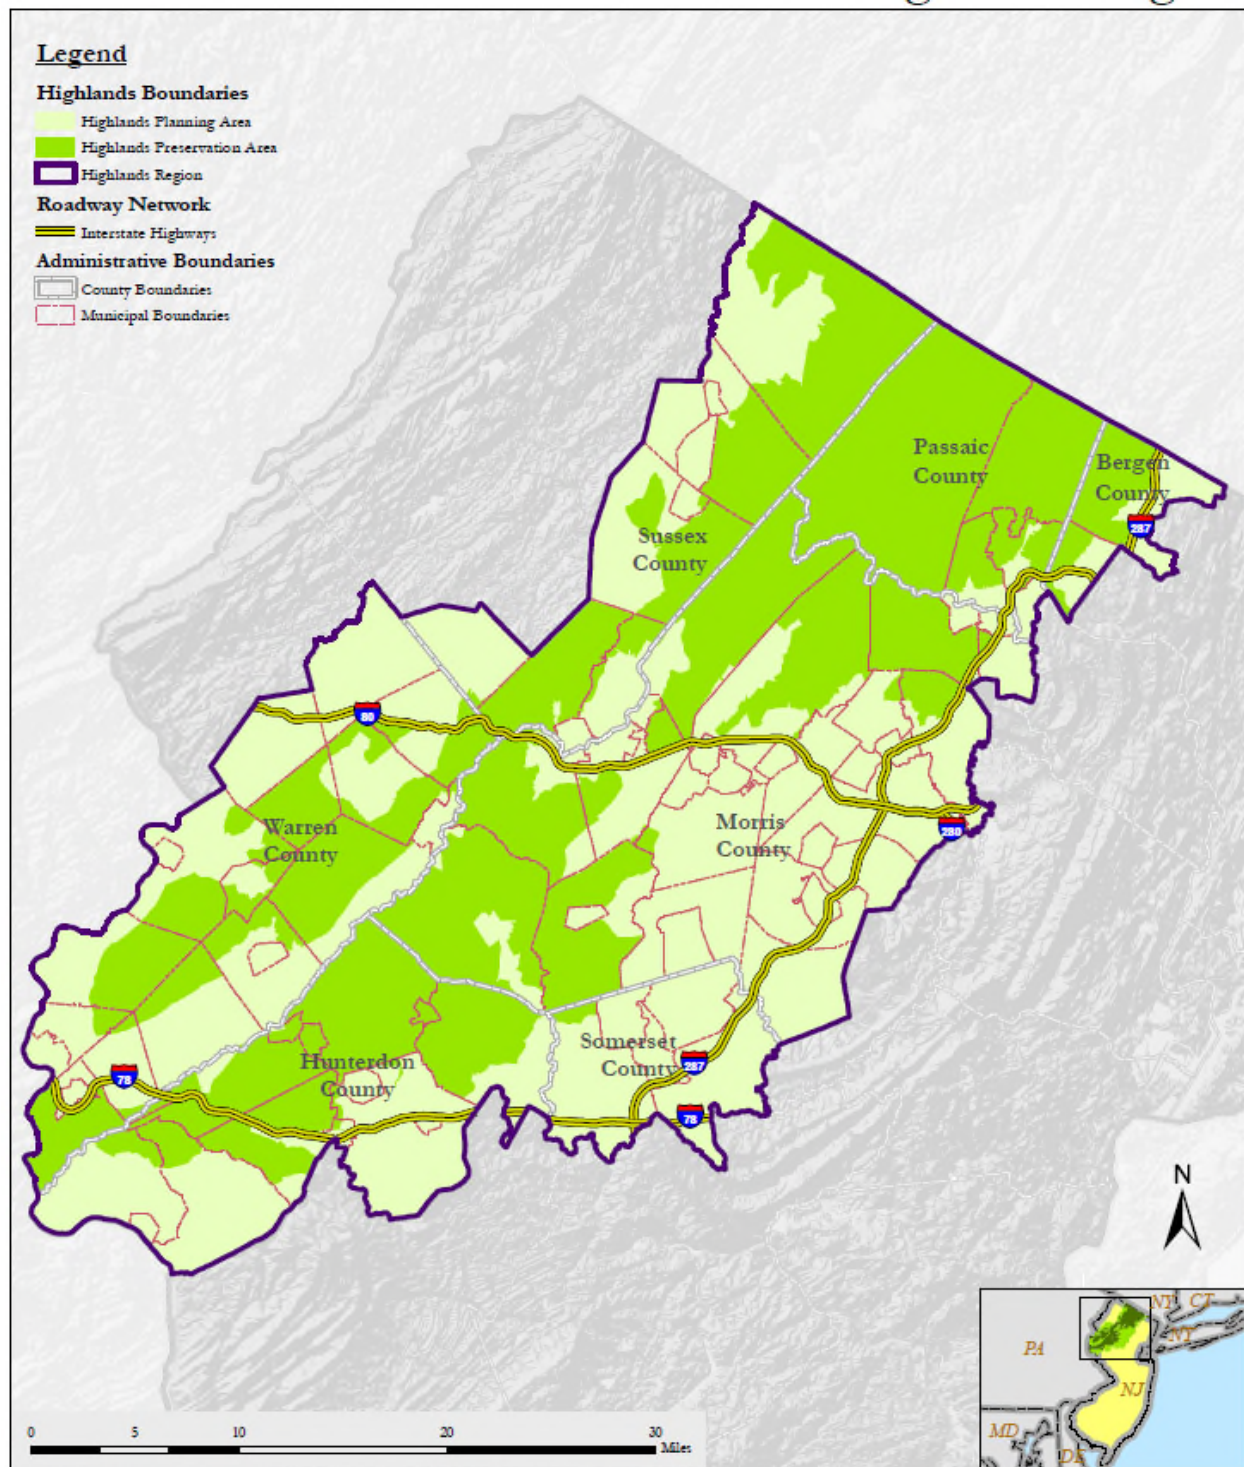 Legend
Highlands Boundaries
Highlands Planning Area
Highlands Preservation Area
Highlands Region
Roadway Network
Interstate Highways
Administrative Boundaries
County Boundaries
Municipal Boundaries
Passaic
County
Bergen
County
287
Sussex
County
80
Warren
County
Morris
County
280
Somerset
County
287
Hunterdon
County
78
78
N
NY
CT
NY
PA
NJ
MD
DE
0 5 10 20 30
Miles